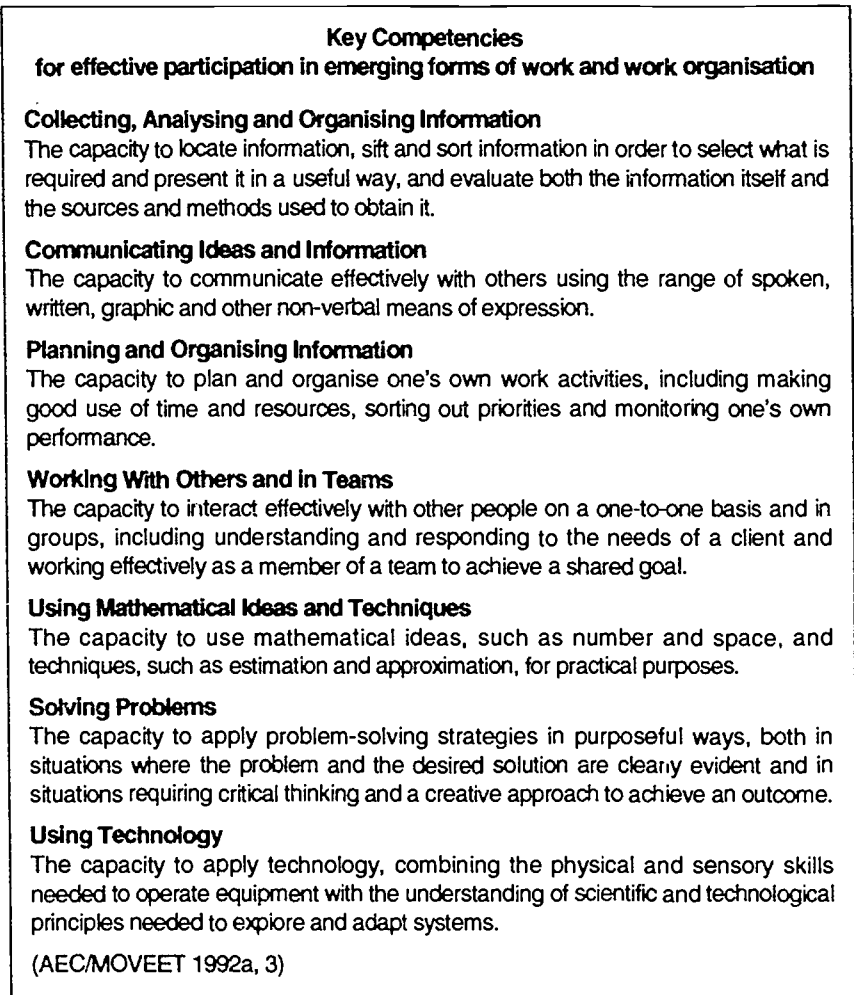 Key Competencies
for effective participation in emerging forms of work and work organisation
Collecting, Analysing and Organising Information
The capacity to locate information, sift and sort information in order to select what is
required and present it in a useful way, and evaluate both the information itself and
the sources and methods used to obtain it.
Communicating Ideas and Information
The capacity to communicate effectively with others using the range of spoken,
written, graphic and other non-verbal means of expression.
Planning and Organising Information
The capacity to plan and organise one's own work activities, including making
good use of time and resources, sorting out priorities and monitoring one's own
performance.
Working With Others and in Teams
The capacity to interact effectively with other people on a one-to-one basis and in
groups, including understanding and responding to the needs of a client and
working effectively as a member of a team to achieve a shared goal.
Using Mathematical Ideas and Techniques
The capacity to use mathematical ideas, such as number and space, and
techniques, such as estimation and approximation, for practical purposes.
Solving Problems
The capacity to apply problem-solving strategies in purposeful ways, both in
situations where the problem and the desired solution are clearly evident and in
situations requiring critical thinking and a creative approach to achieve an outcome.
Using Technology
The capacity to apply technology, combining the physical and sensory skills
needed to operate equipment with the understanding of scientific and technological
principles needed to explore and adapt systems.
(AEC/MOVEET 1992a, 3)